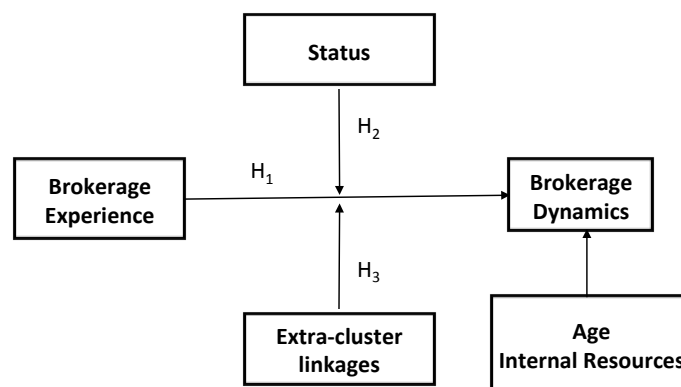 Status
H2
H1
Brokerage
Experience
Brokerage
Dynamics
H3
Extra-cluster
linkages
Age
Internal Resources